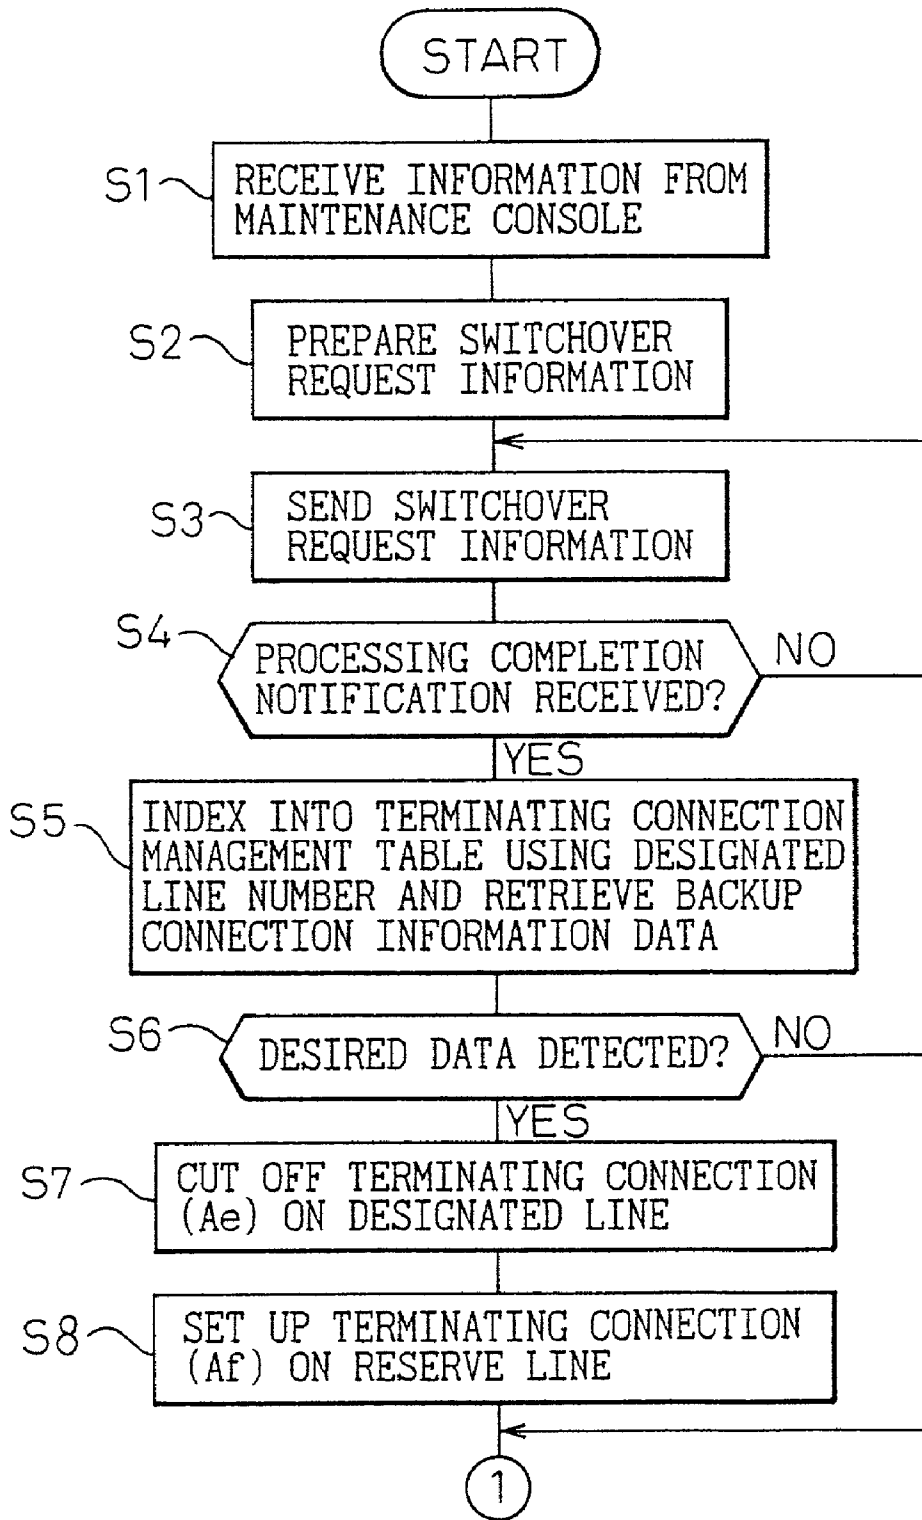 START
S1
RECEIVE INFORMATION FROM
MAINTENANCE CONSOLE
S2
PREPARE SWITCHOVER
REQUEST INFORMATION
S3
SEND SWITCHOVER
REQUEST INFORMATION
S4
PROCESSING COMPLETION
NOTIFICATION RECEIVED?
NO
YES
S5
INDEX INTO TERMINATING CONNECTION
MANAGEMENT TABLE USING DESIGNATED
LINE NUMBER AND RETRIEVE BACKUP
CONNECTION INFORMATION DATA
S6
DESIRED DATA DETECTED?
NO
YES
S7
CUT OFF TERMINATING CONNECTION
(Ae) ON DESIGNATED LINE
S8
SET UP TERMINATING CONNECTION
(Af) ON RESERVE LINE
1